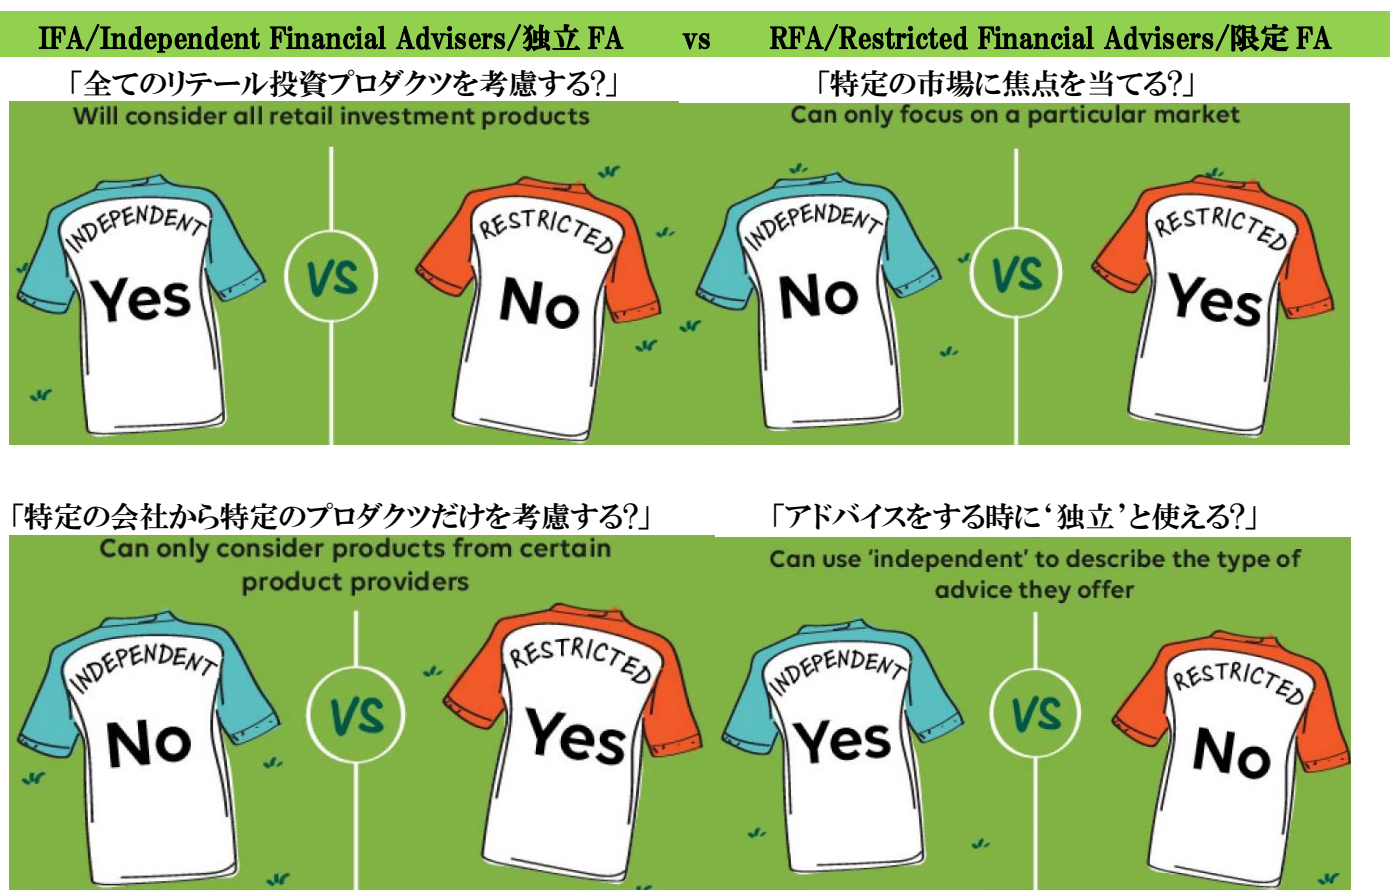 IFA/Independent Financial Advisers/独立 FA vs RFA/Restricted Financial Advisers/限定 FA
「全てのリテール投資プロダクツを考慮する?」
Will consider all retail investment products
INDEPENDENT
Yes
VS
RESTRICTED
No
「特定の市場に焦点を当てる?」
Can only focus on a particular market
INDEPENDENT
No
VS
RESTRICTED
Yes
「特定の会社から特定のプロダクツだけを考慮する?」
Can only consider products from certain
product providers
INDEPENDENT
No
VS
RESTRICTED
Yes
「アドバイスをする時に‘独立’と使える?」
Can use ‘independent’ to describe the type of
advice they offer
INDEPENDENT
Yes
VS
RESTRICTED
No